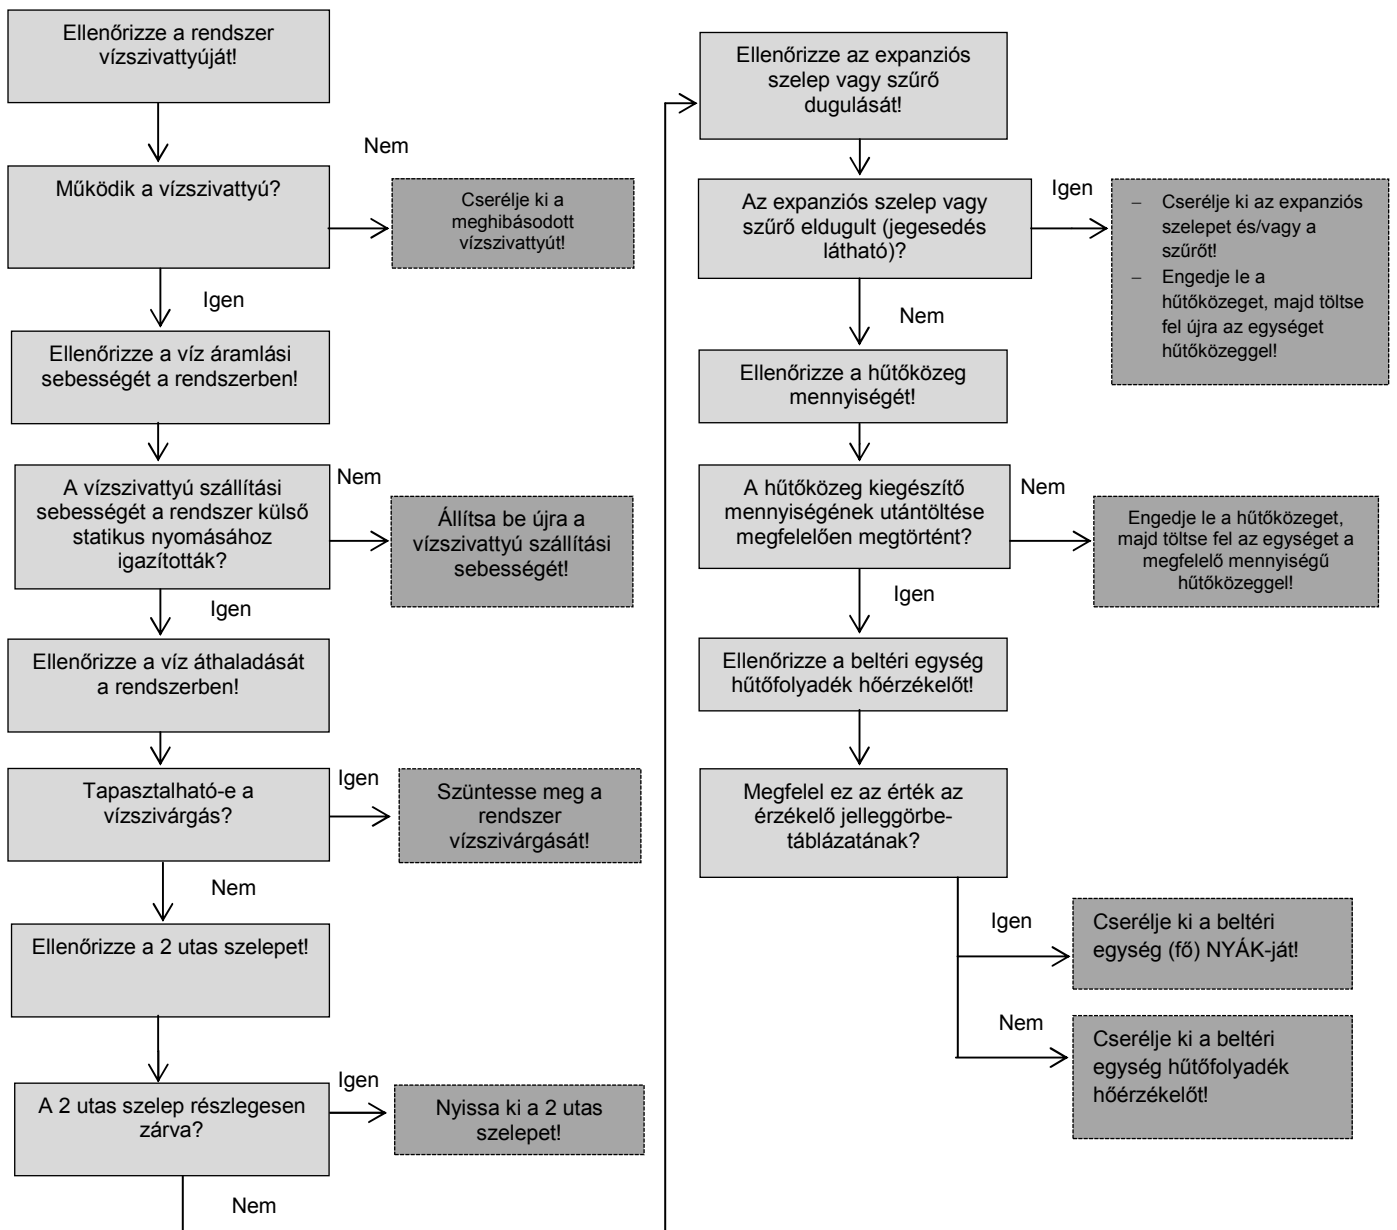 Ellenőrizze a rendszer
vízszivattyúját!
Nem
Működik a vízszivattyú?
Cserélje ki a
meghibásodott
vízszivattyút!
Igen
Ellenőrizze a víz áramlási
sebességét a rendszerben!
A vízszivattyú szállítási
sebességét a rendszer külső
statikus nyomásához
igazították?
Nem
Állítsa be újra a
vízszivattyú szállítási
sebességét!
Igen
Ellenőrizze a víz áthaladását
a rendszerben!
Tapasztalható-e a
vízszivárgás?
Igen
Szüntesse meg a
rendszer
vízszivárgását!
Nem
Ellenőrizze a 2 utas szelepet!
A 2 utas szelep részlegesen
zárva?
Igen
Nyissa ki a 2 utas
szelepet!
Nem
Ellenőrizze az expanziós
szelep vagy szűrő
dugulását!
Az expanziós szelep vagy
szűrő eldugult (jegesedés
látható)?
Igen
– Cserélje ki az expanziós
szelepet és/vagy a
szűrőt!
– Engedje le a
hűtőközeget, majd töltse
fel újra az egységet
hűtőközeggel!
Nem
Ellenőrizze a hűtőközeg
mennyiségét!
A hűtőközeg kiegészítő
mennyiségének utántöltése
megfelelően megtörtént?
Nem
Engedje le a hűtőközeget,
majd töltse fel az egységet a
megfelelő mennyiségű
hűtőközeggel!
Igen
Ellenőrizze a beltéri egység
hűtőfolyadék hőérzékelőt!
Megfelel ez az érték az
érzékelő jelleggörbe-
táblázatának?
Igen
Cserélje ki a beltéri
egység (fő) NYÁK-ját!
Nem
Cserélje ki a beltéri
egység hűtőfolyadék
hőérzékelőt!